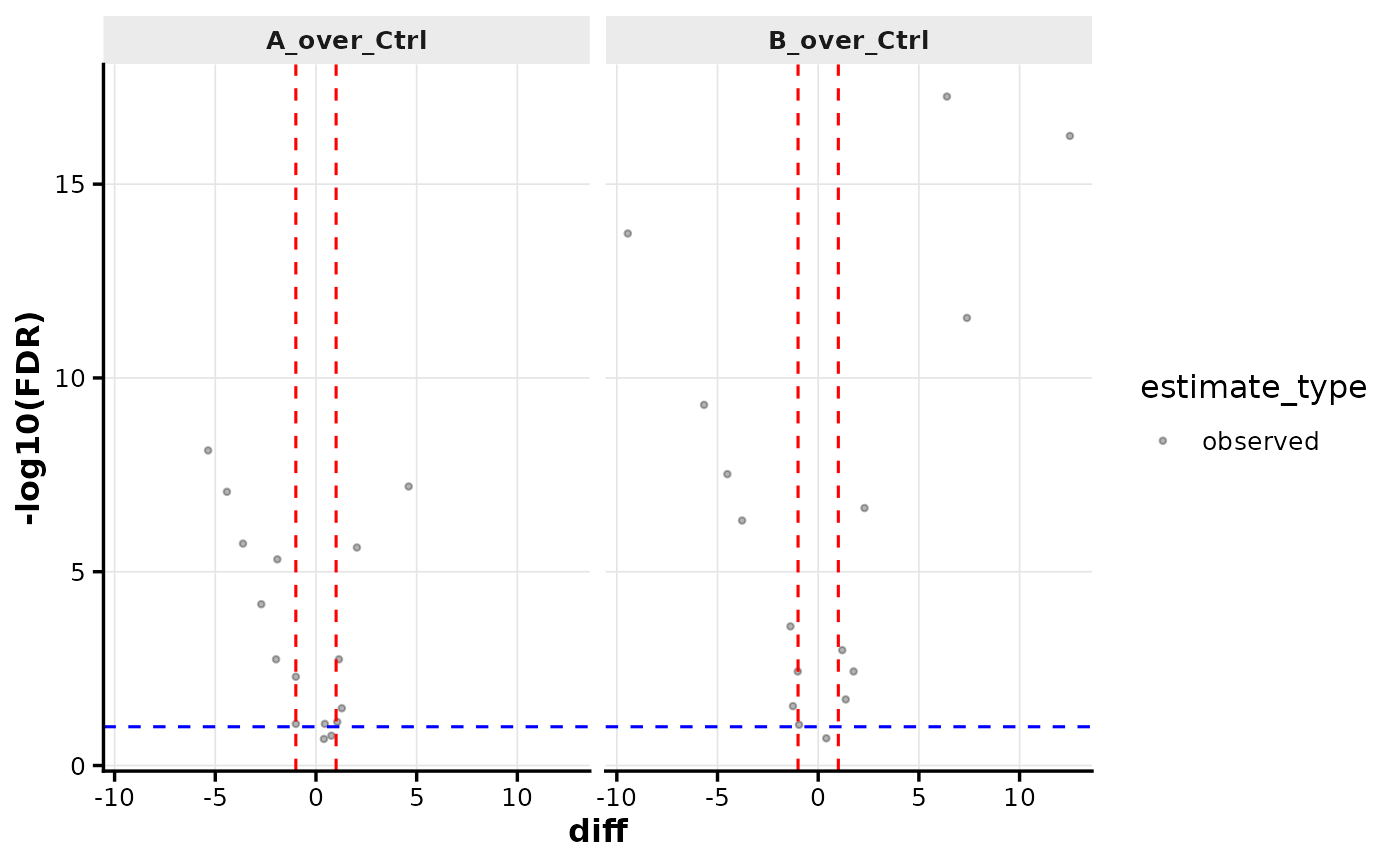 A_over_Ctrl
B_over_Ctrl
-log10(FDR)
15
10
5
0
-10 -5 0 5 10
-10 -5 0 5 10
diff
estimate_type
observed